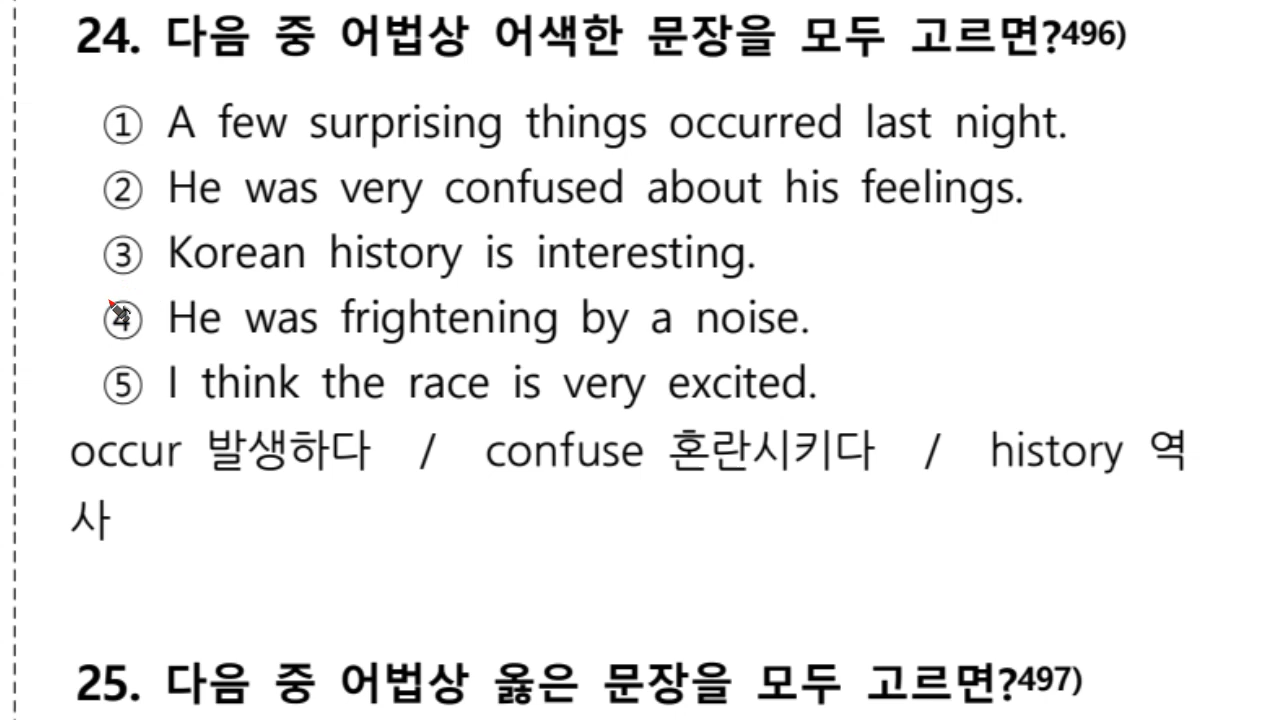 24. 다음 중 어법상 어색한 문장을 모두 고르면?496)
① A few surprising things occurred last night.
② He was very confused about his feelings.
③ Korean history is interesting.
④ He was frightening by a noise.
⑤ I think the race is very excited.
occur 발생하다 / confuse 혼란시키다 / history 역
사
25. 다음 중 어법상 옳은 문장을 모두 고르면?497)